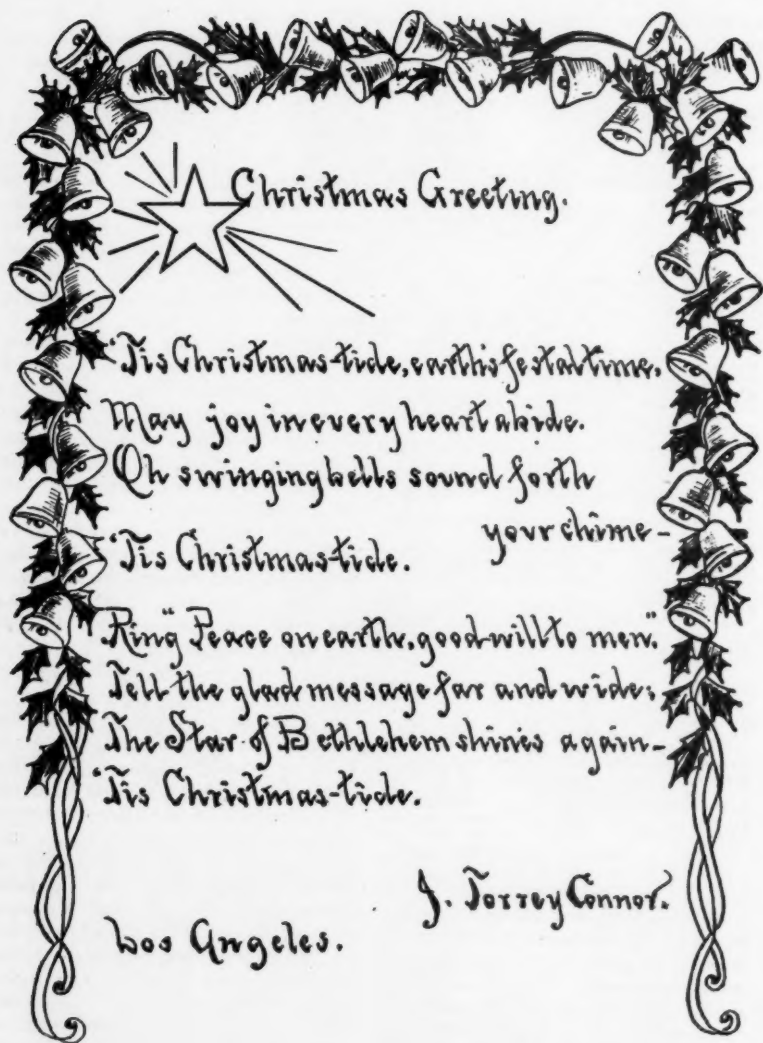 Christmas Greeting.
'Tis Christmas-tide, earth's festal time.
May joy in every heart abide.
Oh swinging bells sound forth
your chime-
'Tis Christmas-tide.
Ring "Peace on earth, good-will to men."
Tell the glad message far and wide;
The Star of Bethlehem shines again-
'Tis Christmas-tide.
J. Torrey Connor.
Los Angeles.